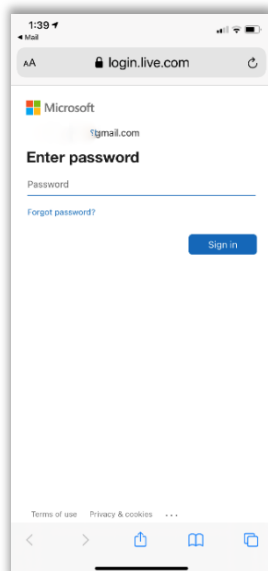 1:39
Mail
AA login.live.com
Microsoft
gmail.com
Enter password
Password
Forgot password?
Sign in
Terms of use Privacy & cookies ...